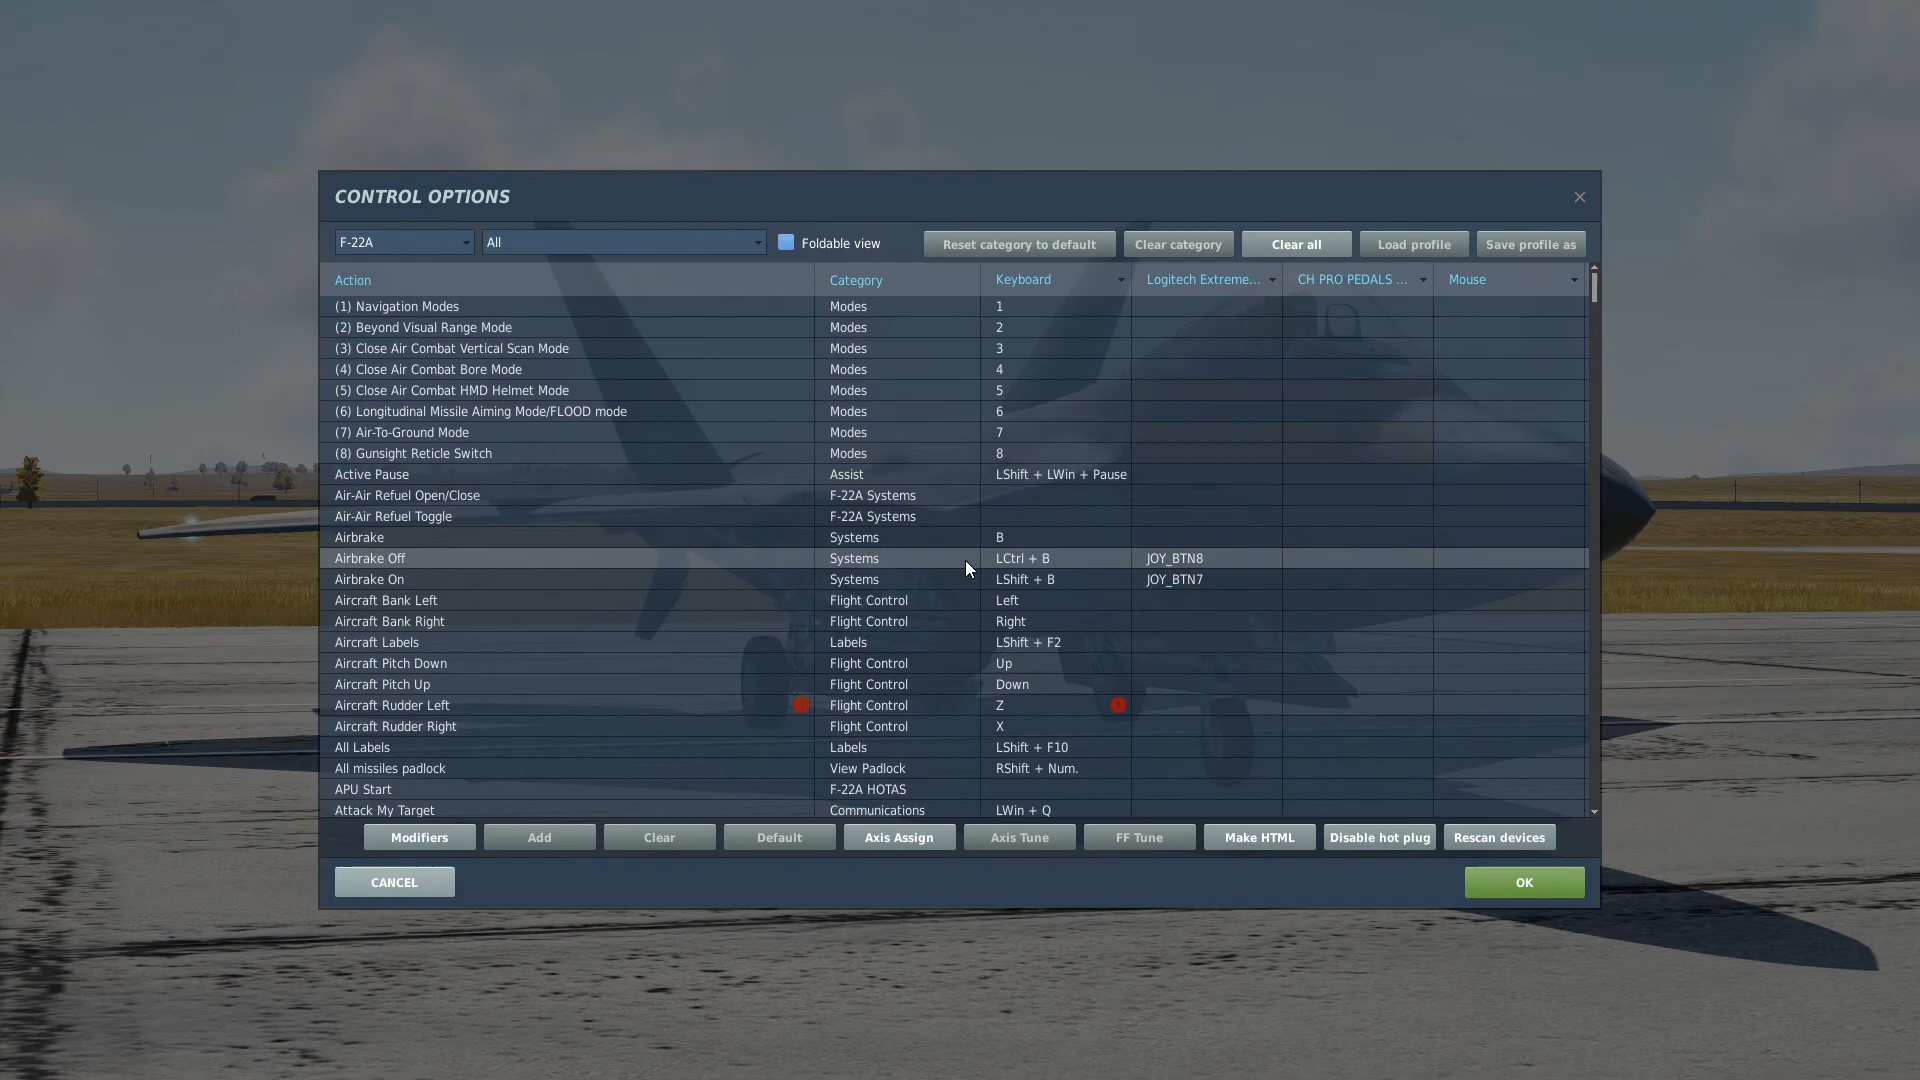 CONTROL OPTIONS
F-22A All Foldable view Reset category to default Clear category Clear all Load profile Save profile as
Action Category Keyboard Logitech Extreme... CH PRO PEDALS ... Mouse
(1) Navigation Modes Modes 1
(2) Beyond Visual Range Mode Modes 2
(3) Close Air Combat Vertical Scan Mode Modes 3
(4) Close Air Combat Bore Mode Modes 4
(5) Close Air Combat HMD Helmet Mode Modes 5
(6) Longitudinal Missile Aiming Mode/FLOOD mode Modes 6
(7) Air-To-Ground Mode Modes 7
(8) Gunsight Reticle Switch Modes 8
Active Pause Assist LShift + LWin + Pause
Air-Air Refuel Open/Close F-22A Systems
Air-Air Refuel Toggle F-22A Systems
Airbrake Systems B
Airbrake Off Systems LCtrl + B JOY_BTN8
Airbrake On Systems LShift + B JOY_BTN7
Aircraft Bank Left Flight Control Left
Aircraft Bank Right Flight Control Right
Aircraft Labels Labels LShift + F2
Aircraft Pitch Down Flight Control Up
Aircraft Pitch Up Flight Control Down
Aircraft Rudder Left Flight Control Z
Aircraft Rudder Right Flight Control X
All Labels Labels LShift + F10
All missiles padlock View Padlock RShift + Num.
APU Start F-22A HOTAS
Attack My Target Communications LWin + Q
Modifiers Add Clear Default Axis Assign Axis Tune FF Tune Make HTML Disable hot plug Rescan devices
CANCEL OK